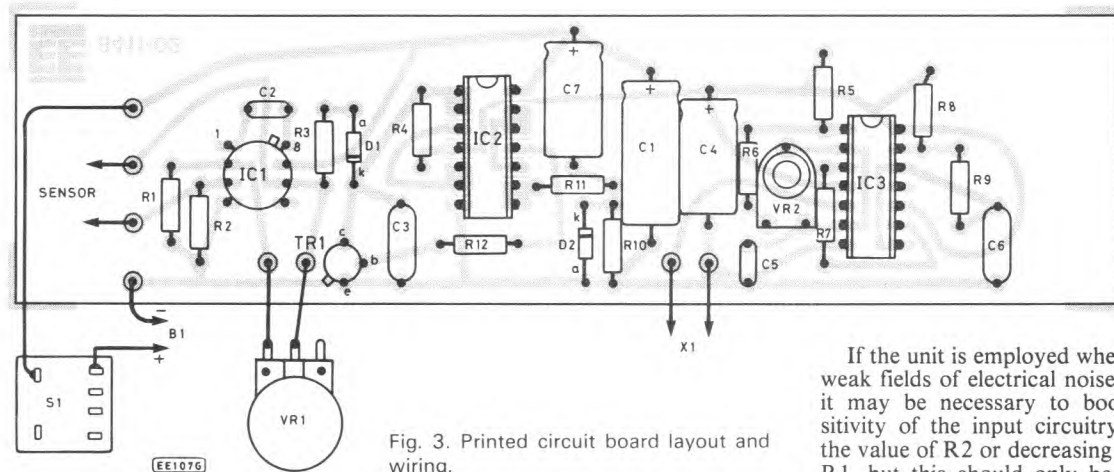 8411-02
C2
1
8
R3
a
D1
k
R4
IC2
+
C7
+
C1
+
C4
R5
R6
R8
IC1
SENSOR
R1
R2
TR1
c
b
e
C3
R11
R12
k
D2
a
R10
VR2
R7
IC3
R9
C5
C6
-
B1
+
S1
VR1
X1
EE107G
Fig. 3. Printed circuit board layout and
wiring.
If the unit is employed whe
weak fields of electrical noise
it may be necessary to boo
sitivity of the input circuitry
the value of R2 or decreasing
R1, but this should only be